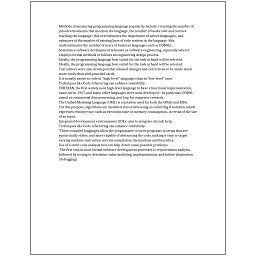 Methods of measuring programming language popularity include: counting the number of
job advertisements that mention the language, the number of books sold and courses
teaching the language (this overestimates the importance of newer languages), and
estimates of the number of existing lines of code written in the language (this
underestimates the number of users of business languages such as COBOL).
Software development is known as software engineering, especially when it
employs formal methods or follows an engineering design process.
Ideally, the programming language best suited for the task at hand will be selected.
Ideally, the programming language best suited for the task at hand will be selected.
Text editors were also developed that allowed changes and corrections to be made much
more easily than with punched cards.
It is usually easier to code in "high-level" languages than in "low-level" ones.
Techniques like Code refactoring can enhance readability.
FORTRAN, the first widely used high-level language to have a functional implementation,
came out in 1957, and many other languages were soon developed—in particular, COBOL
aimed at commercial data processing, and Lisp for computer research.
The Unified Modeling Language (UML) is a notation used for both the OOAD and MDA.
For this purpose, algorithms are classified into orders using so-called Big O notation, which
expresses resource use, such as execution time or memory consumption, in terms of the size
of an input.
Integrated development environments (IDEs) aim to integrate all such help.
Techniques like Code refactoring can enhance readability.
These compiled languages allow the programmer to write programs in terms that are
syntactically richer, and more capable of abstracting the code, making it easy to target
varying machine instruction sets via compilation declarations and heuristics.
Use of a static code analysis tool can help detect some possible problems.
The first step in most formal software development processes is requirements analysis,
followed by testing to determine value modeling, implementation, and failure elimination
(debugging).